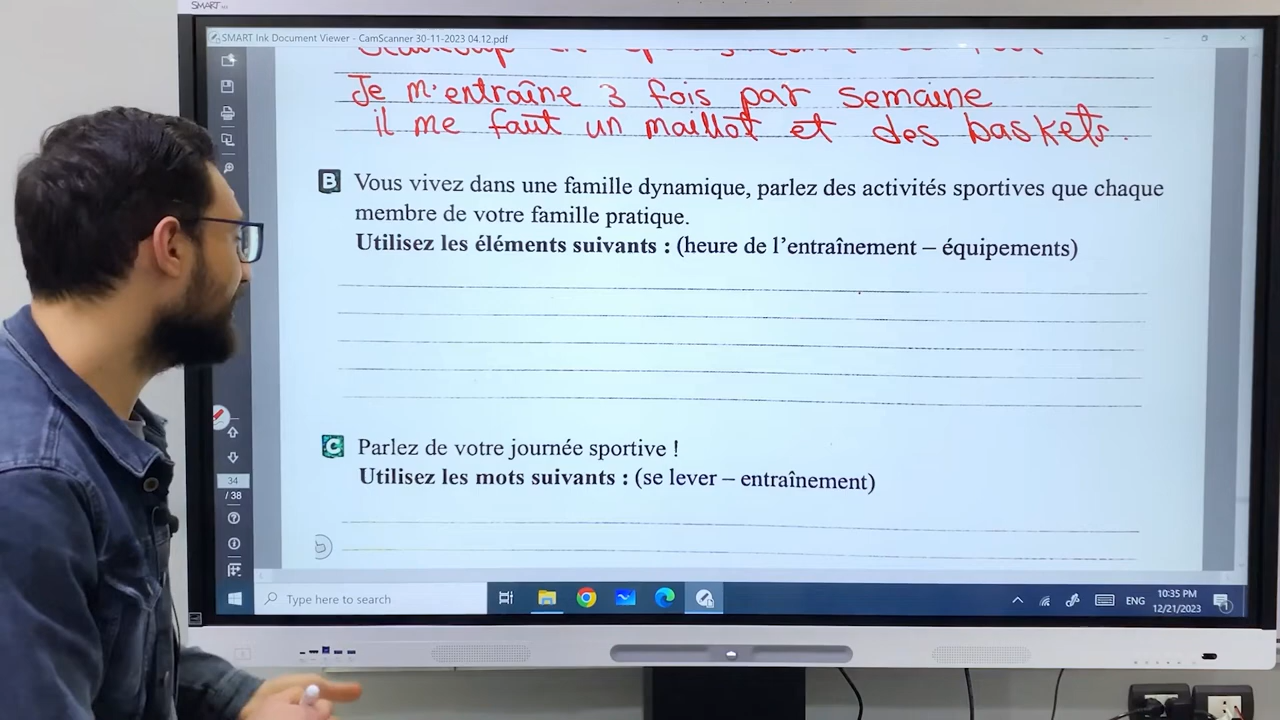 SMART
SMART Ink Document Viewer - CamScanner 30-11-2023 04.12.pdf
Je m'entraîne 3 fois par semaine
il me faut un maillot et des baskets.
B Vous vivez dans une famille dynamique, parlez des activités sportives que chaque
membre de votre famille pratique.
Utilisez les éléments suivants : (heure de l'entraînement – équipements)
C Parlez de votre journée sportive !
Utilisez les mots suivants : (se lever – entraînement)
34
/ 38
Type here to search
ENG
10:35 PM
12/21/2023